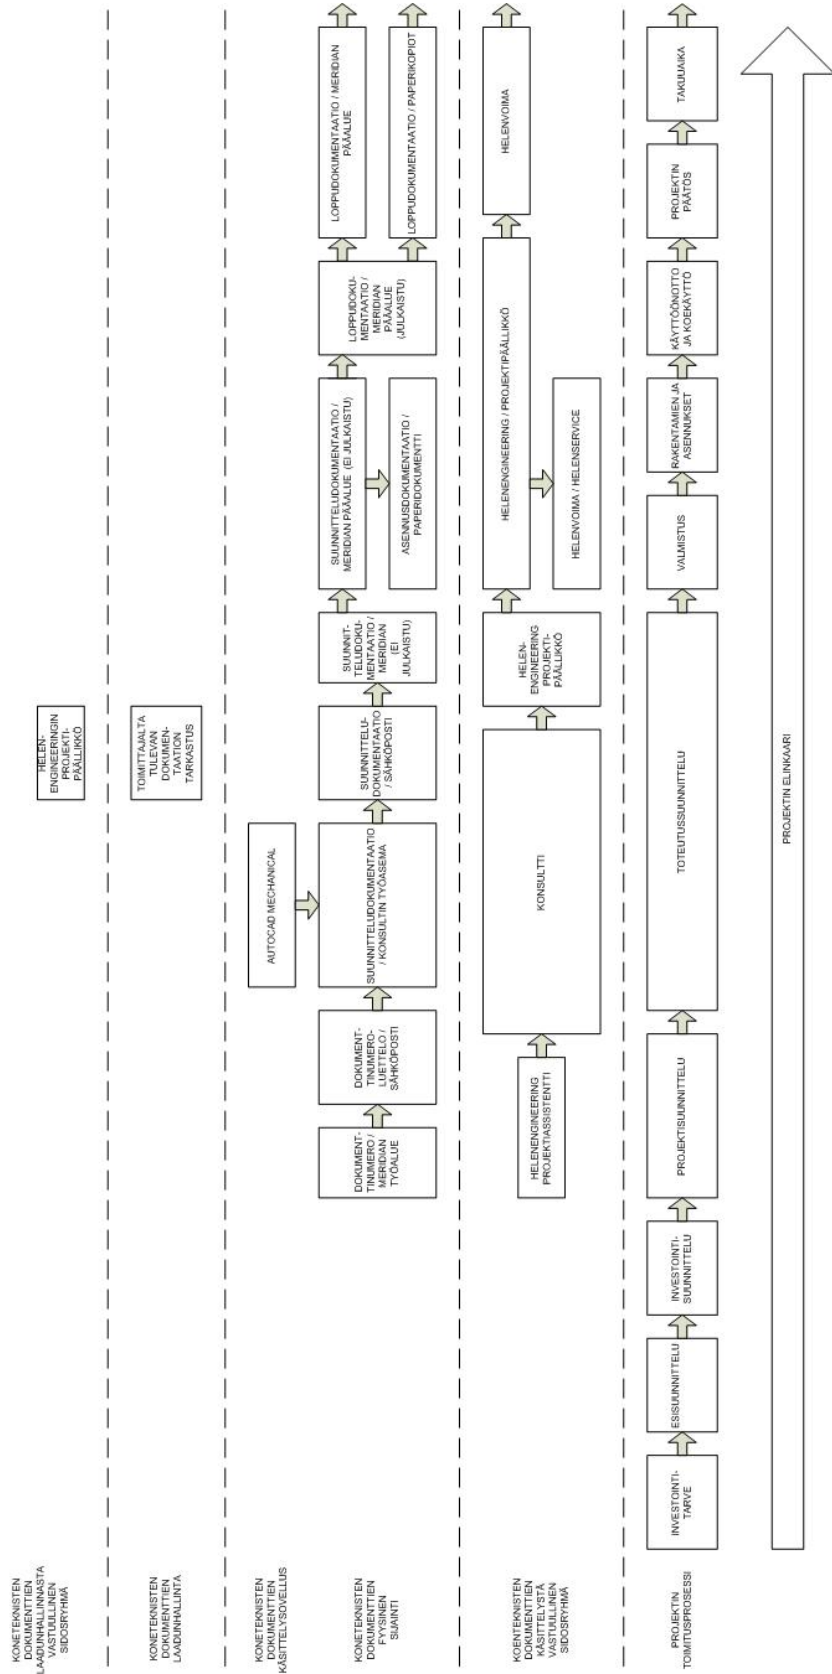 KONETEKNISTEN
DOKUMENTTIEN
LAADUNHALLINNASTA
VASTUULLINEN
SIDOSRYHMÄ
HELEN-
ENGINEERINGIN
PROJEKTI-
PÄÄLLIKKÖ
KONETEKNISTEN
DOKUMENTTIEN
LAADUNHALLINTA
TOIMITTAJALTA
TULEVAN
DOKUMEN-
TAATION
TARKASTUS
KONETEKNISTEN
DOKUMENTTIEN
KÄSITTELYSOVELLUS
AUTOCAD MECHANICAL
KONETEKNISTEN
DOKUMENTTIEN
FYYSINEN
SIJAINTI
DOKUMENT-
TINUMERO /
MERIDIAN
TYÖALUE
DOKUMENT-
TINUMERO-
LUETTELO /
SÄHKÖPOSTI
SUUNNITTELUDOKUMENTAATIO
/ KONSULTIN TYÖASEMA
SUUNNITTELU-
DOKUMENTAATIO
/ SÄHKÖPOSTI
SUUNNIT-
TELUDOKU-
MENTAATIO /
MERIDIAN
(EI
JULKAISTU)
SUUNNITTELUDOKUMENTAATIO /
MERIDIAN PÄÄALUE (EI JULKAISTU)
ASENNUSDOKUMENTAATIO /
PAPERIDOKUMENTTI
LOPPUDOKU-
MENTAATIO /
MERIDIAN
PÄÄALUE
(JULKAISTU)
LOPPUDOKUMENTAATIO / MERIDIAN
PÄÄALUE
LOPPUDOKUMENTAATIO / PAPERIKOPIOT
KOENTEKNISTEN
DOKUMENTTIEN
KÄSITTELYSTÄ
VASTUULLINEN
SIDOSRYHMÄ
HELENENGINEERING
PROJEKTIASSISTENTTI
KONSULTTI
HELEN-
ENGINEERING
PROJEKTI-
PÄÄLLIKKÖ
HELENENGINEERING / PROJEKTIPÄÄLLIKKÖ
HELENVOIMA / HELENSERVICE
HELENVOIMA
PROJEKTIN
TOIMITUSPROSESSI
INVESTOINTI-
TARVE
ESISUUNNITTELU
INVESTOINTI-
SUUNNITTELU
PROJEKTISUUNNITTELU
TOTEUTUSSUUNNITTELU
VALMISTUS
RAKENTAMIEN JA
ASENNUKSET
KÄYTTÖÖNOTTO
JA KOEKÄYTTÖ
PROJEKTIN
PÄÄTÖS
TAKUUAIKA
PROJEKTIN ELINKAARI